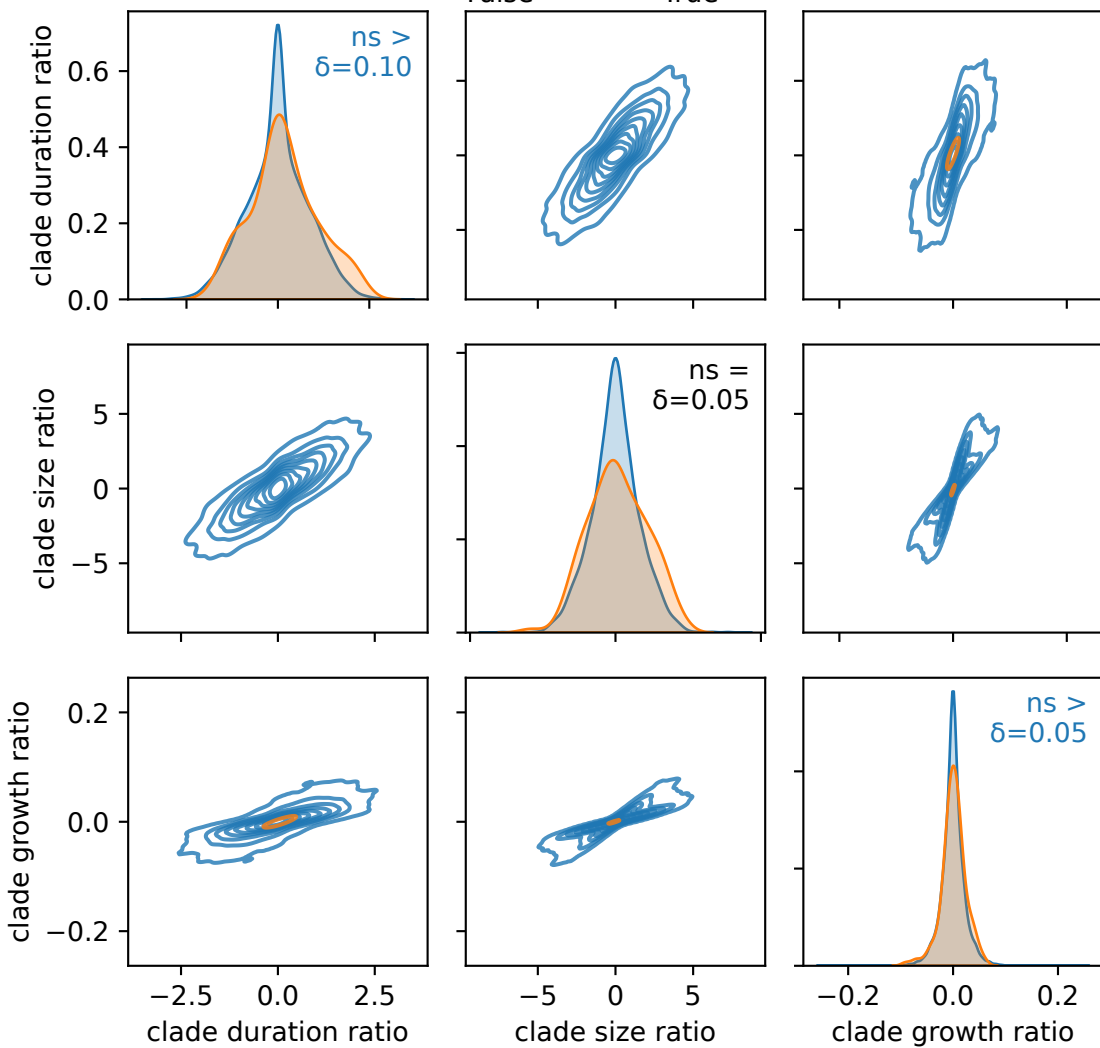 raise True
clade duration ratio
0.6
0.4
0.2
0.0
ns >
δ=0.10
clade size ratio
5
0
−5
ns =
δ=0.05
clade growth ratio
0.2
0.0
−0.2
ns >
δ=0.05
−2.5 0.0 2.5
−5 0 5
−0.2 0.0 0.2
clade duration ratio
clade size ratio
clade growth ratio